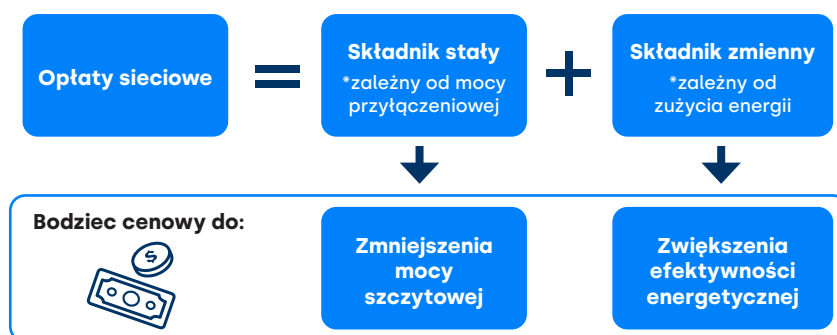 Opłaty sieciowe
=
Składnik stały
*zależny od mocy
przyłączeniowej
+
Składnik zmienny
*zależny od
zużycia energii
Bodziec cenowy do:
$
Zmniejszenia
mocy
szczytowej
Zwiększenia
efektywności
energetycznej